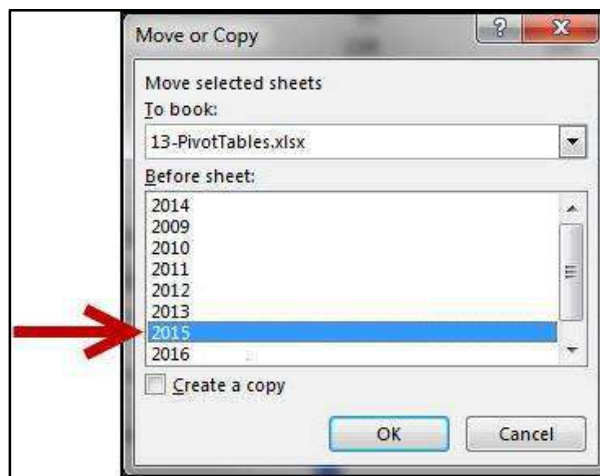 Move or Copy
Move selected sheets
To book:
13-PivotTables.xlsx
Before sheet:
2014
2009
2010
2011
2012
2013
2015
2016
Create a copy
OK Cancel